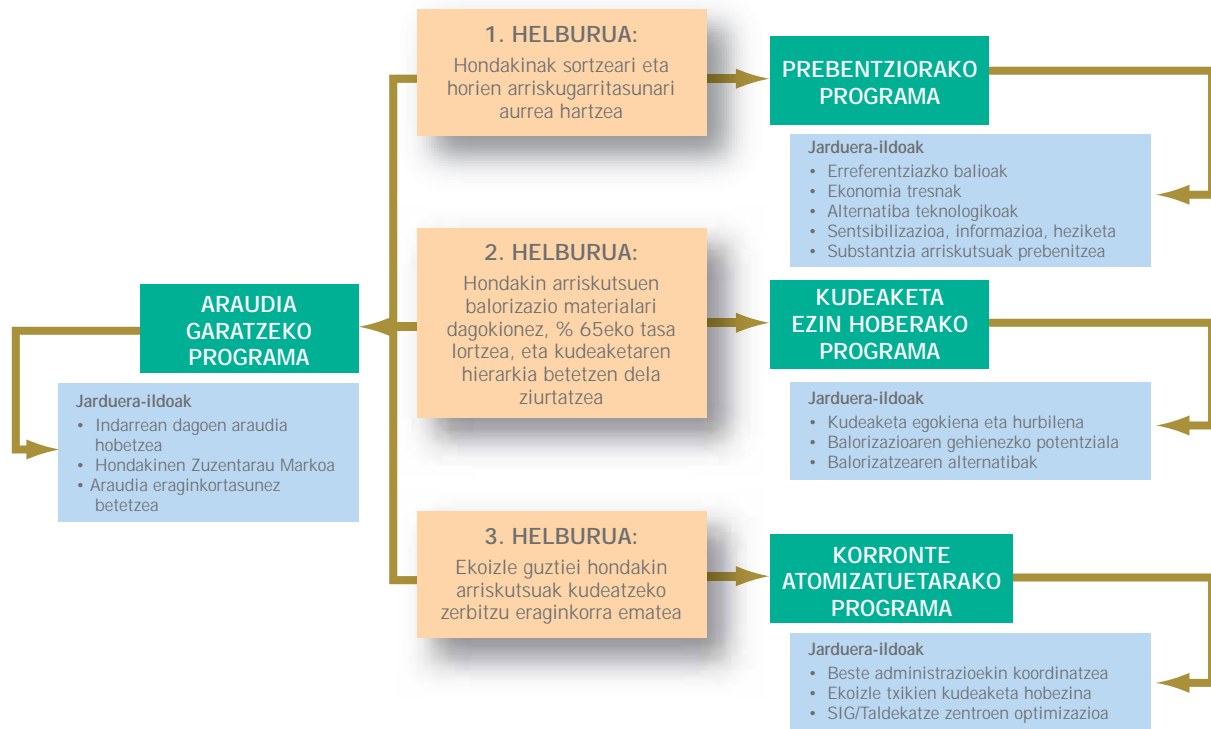 1. HELBURUA:
Hondakinak sortzeari eta
horien arriskugarritasunari
aurrea hartzea
PREBENTZIORAKO
PROGRAMA
Jarduera-ildoak
• Erreferentziazko balioak
• Ekonomia tresnak
• Alternatiba teknologikoak
• Sentsibilizazioa, informazioa, heziketa
• Substantzia arriskutsuak prebenitzea
2. HELBURUA:
Hondakin arriskutsuen
balorizazio materialari
dagokionez, % 65eko tasa
lortzea, eta kudeaketaren
hierarkia betetzen dela
ziurtatzea
KUDEAKETA
EZIN HOBERAKO
PROGRAMA
Jarduera-ildoak
• Kudeaketa egokiena eta hurbilena
• Balorizazioaren gehienezko potentziala
• Balorizatzearen alternatibak
ARAUDIA
GARATZEKO
PROGRAMA
Jarduera-ildoak
• Indarrean dagoen araudia
hobetzea
• Hondakinen Zuzentarau Markoa
• Araudia eraginkortasunez
betetzea
3. HELBURUA:
Ekoizle guztiei hondakin
arriskutsuak kudeatzeko
zerbitzu eraginkorra ematea
KORRONTE
ATOMIZATUETARAKO
PROGRAMA
Jarduera-ildoak
• Beste administrazioekin koordinatzea
• Ekoizle txikien kudeaketa hobezina
• SIG/Taldekatze zentroen optimizazioa